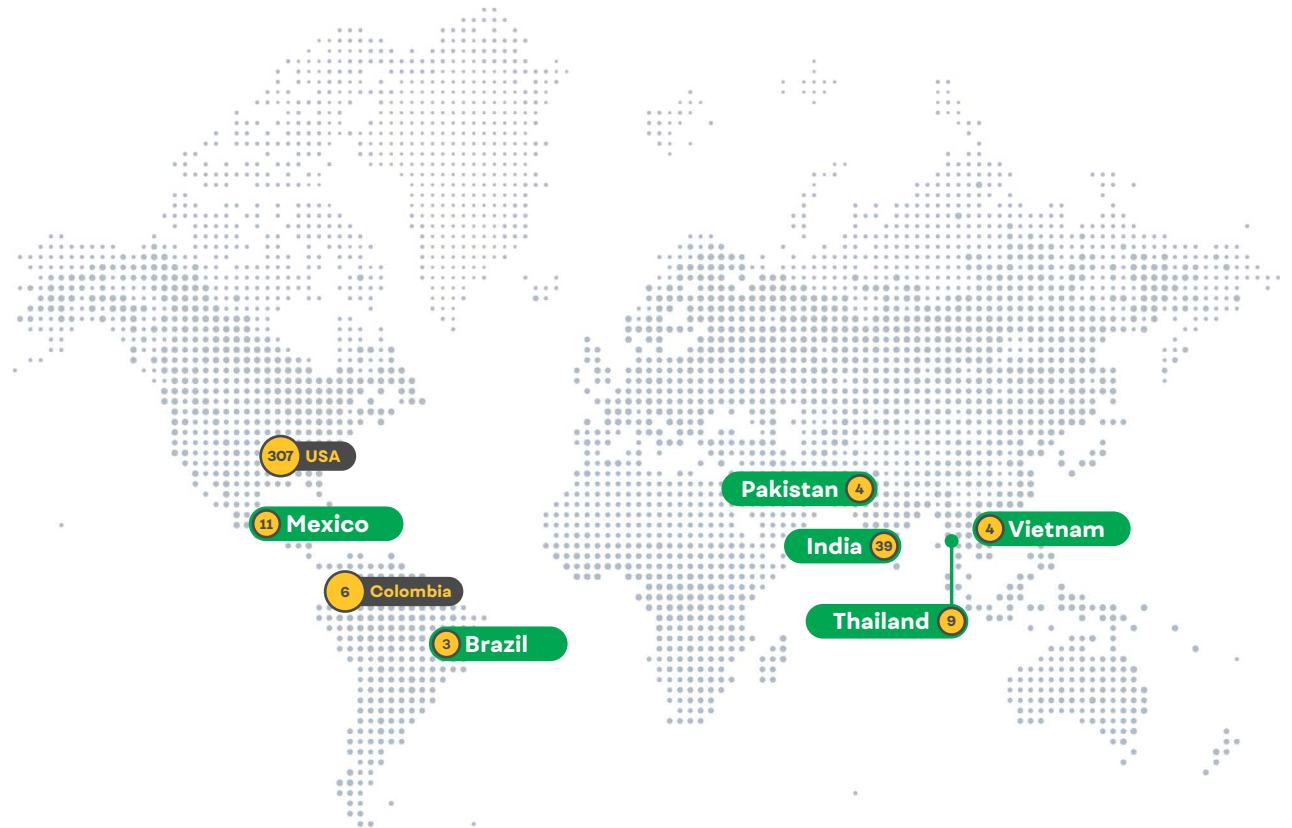 307 USA
Pakistan 4
11 Mexico
4 Vietnam
India 39
6 Colombia
Thailand 9
3 Brazil